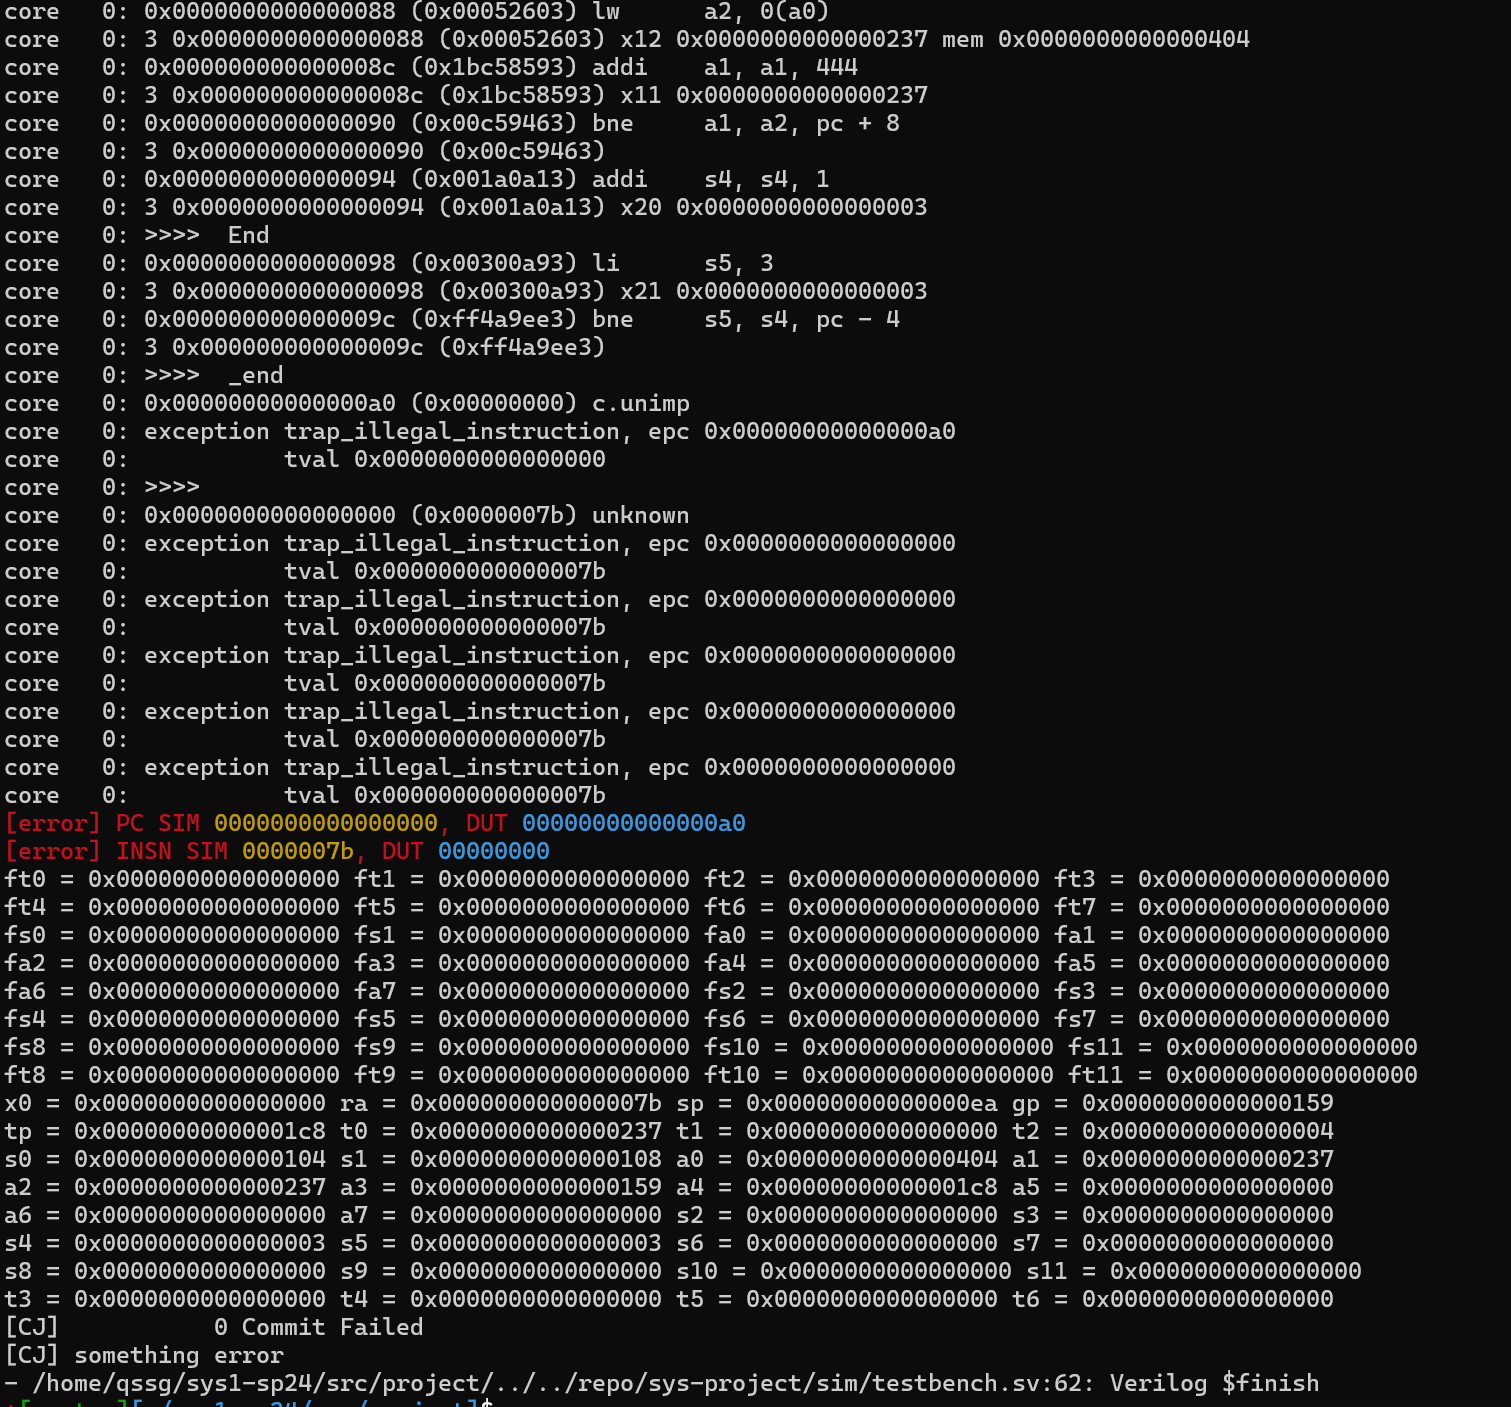 core   0: 0x0000000000000088 (0x00052603) lw      a2, 0(a0)
core   0: 3 0x0000000000000088 (0x00052603) x12 0x0000000000000237 mem 0x0000000000000404
core   0: 0x000000000000008c (0x1bc58593) addi    a1, a1, 444
core   0: 3 0x000000000000008c (0x1bc58593) x11 0x0000000000000237
core   0: 0x0000000000000090 (0x00c59463) bne     a1, a2, pc + 8
core   0: 3 0x0000000000000090 (0x00c59463)
core   0: 0x0000000000000094 (0x001a0a13) addi    s4, s4, 1
core   0: 3 0x0000000000000094 (0x001a0a13) x20 0x0000000000000003
core   0: >>>>  End
core   0: 0x0000000000000098 (0x00300a93) li      s5, 3
core   0: 3 0x0000000000000098 (0x00300a93) x21 0x0000000000000003
core   0: 0x000000000000009c (0xff4a9ee3) bne     s5, s4, pc - 4
core   0: 3 0x000000000000009c (0xff4a9ee3)
core   0: >>>>  _end
core   0: 0x00000000000000a0 (0x00000000) c.unimp
core   0: exception trap_illegal_instruction, epc 0x00000000000000a0
core   0:           tval 0x0000000000000000
core   0: >>>>
core   0: 0x0000000000000000 (0x0000007b) unknown
core   0: exception trap_illegal_instruction, epc 0x0000000000000000
core   0:           tval 0x000000000000007b
core   0: exception trap_illegal_instruction, epc 0x0000000000000000
core   0:           tval 0x000000000000007b
core   0: exception trap_illegal_instruction, epc 0x0000000000000000
core   0:           tval 0x000000000000007b
core   0: exception trap_illegal_instruction, epc 0x0000000000000000
core   0:           tval 0x000000000000007b
core   0: exception trap_illegal_instruction, epc 0x0000000000000000
core   0:           tval 0x000000000000007b
[error] PC SIM 0000000000000000, DUT 00000000000000a0
[error] INSN SIM 0000007b, DUT 00000000
ft0 = 0x0000000000000000 ft1 = 0x0000000000000000 ft2 = 0x0000000000000000 ft3 = 0x0000000000000000
ft4 = 0x0000000000000000 ft5 = 0x0000000000000000 ft6 = 0x0000000000000000 ft7 = 0x0000000000000000
fs0 = 0x0000000000000000 fs1 = 0x0000000000000000 fa0 = 0x0000000000000000 fa1 = 0x0000000000000000
fa2 = 0x0000000000000000 fa3 = 0x0000000000000000 fa4 = 0x0000000000000000 fa5 = 0x0000000000000000
fa6 = 0x0000000000000000 fa7 = 0x0000000000000000 fs2 = 0x0000000000000000 fs3 = 0x0000000000000000
fs4 = 0x0000000000000000 fs5 = 0x0000000000000000 fs6 = 0x0000000000000000 fs7 = 0x0000000000000000
fs8 = 0x0000000000000000 fs9 = 0x0000000000000000 fs10 = 0x0000000000000000 fs11 = 0x0000000000000000
ft8 = 0x0000000000000000 ft9 = 0x0000000000000000 ft10 = 0x0000000000000000 ft11 = 0x0000000000000000
x0 = 0x0000000000000000 ra = 0x000000000000007b sp = 0x00000000000000ea gp = 0x0000000000000159
tp = 0x00000000000001c8 t0 = 0x0000000000000237 t1 = 0x0000000000000000 t2 = 0x0000000000000004
s0 = 0x0000000000000104 s1 = 0x0000000000000108 a0 = 0x0000000000000404 a1 = 0x0000000000000237
a2 = 0x0000000000000237 a3 = 0x0000000000000159 a4 = 0x00000000000001c8 a5 = 0x0000000000000000
a6 = 0x0000000000000000 a7 = 0x0000000000000000 s2 = 0x0000000000000000 s3 = 0x0000000000000000
s4 = 0x0000000000000003 s5 = 0x0000000000000003 s6 = 0x0000000000000000 s7 = 0x0000000000000000
s8 = 0x0000000000000000 s9 = 0x0000000000000000 s10 = 0x0000000000000000 s11 = 0x0000000000000000
t3 = 0x0000000000000000 t4 = 0x0000000000000000 t5 = 0x0000000000000000 t6 = 0x0000000000000000
[CJ]           0 Commit Failed
[CJ] something error
- /home/qssg/sys1-sp24/src/project/../../repo/sys-project/sim/testbench.sv:62: Verilog $finish